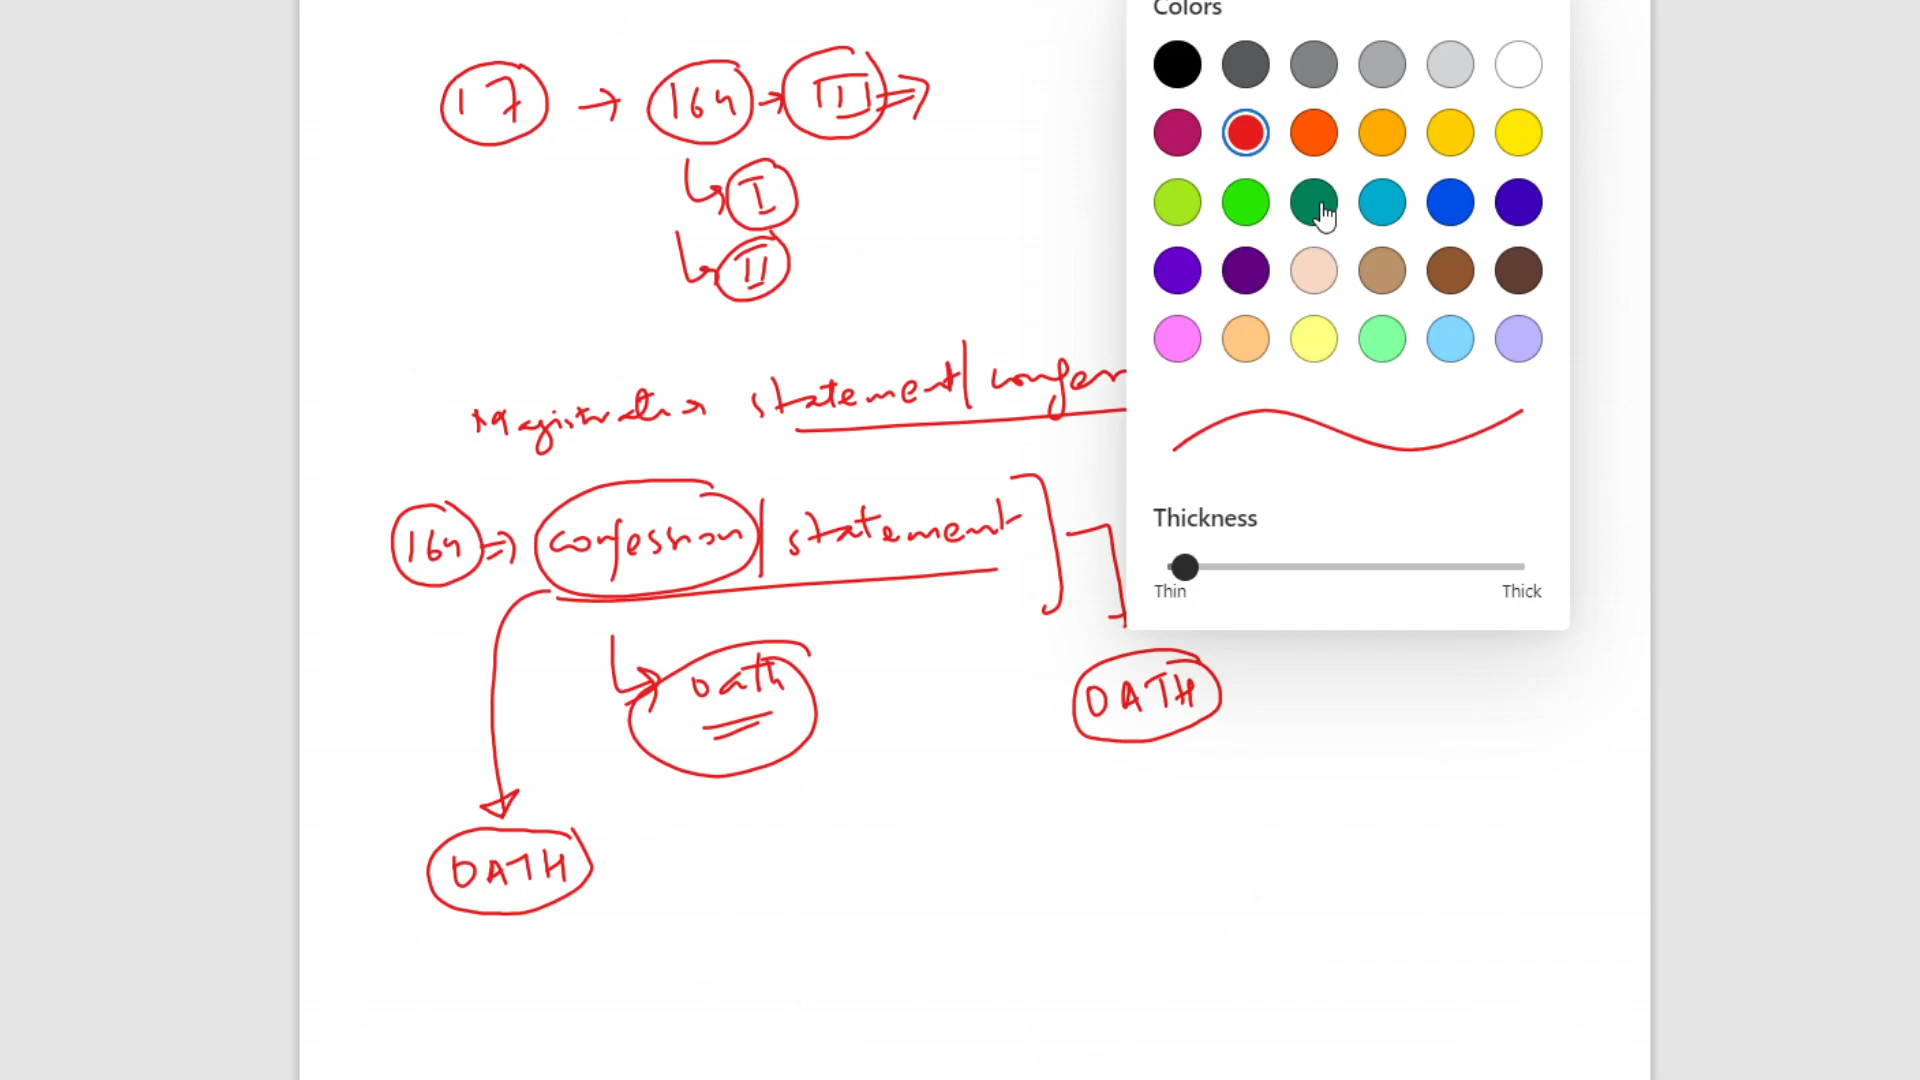 Colors
17 → 164 → III ⇒
I
II
Magistrate → statement/ confes
164 ⇒ confession / statement
Thickness
Thin Thick
oath
OATH
OATH